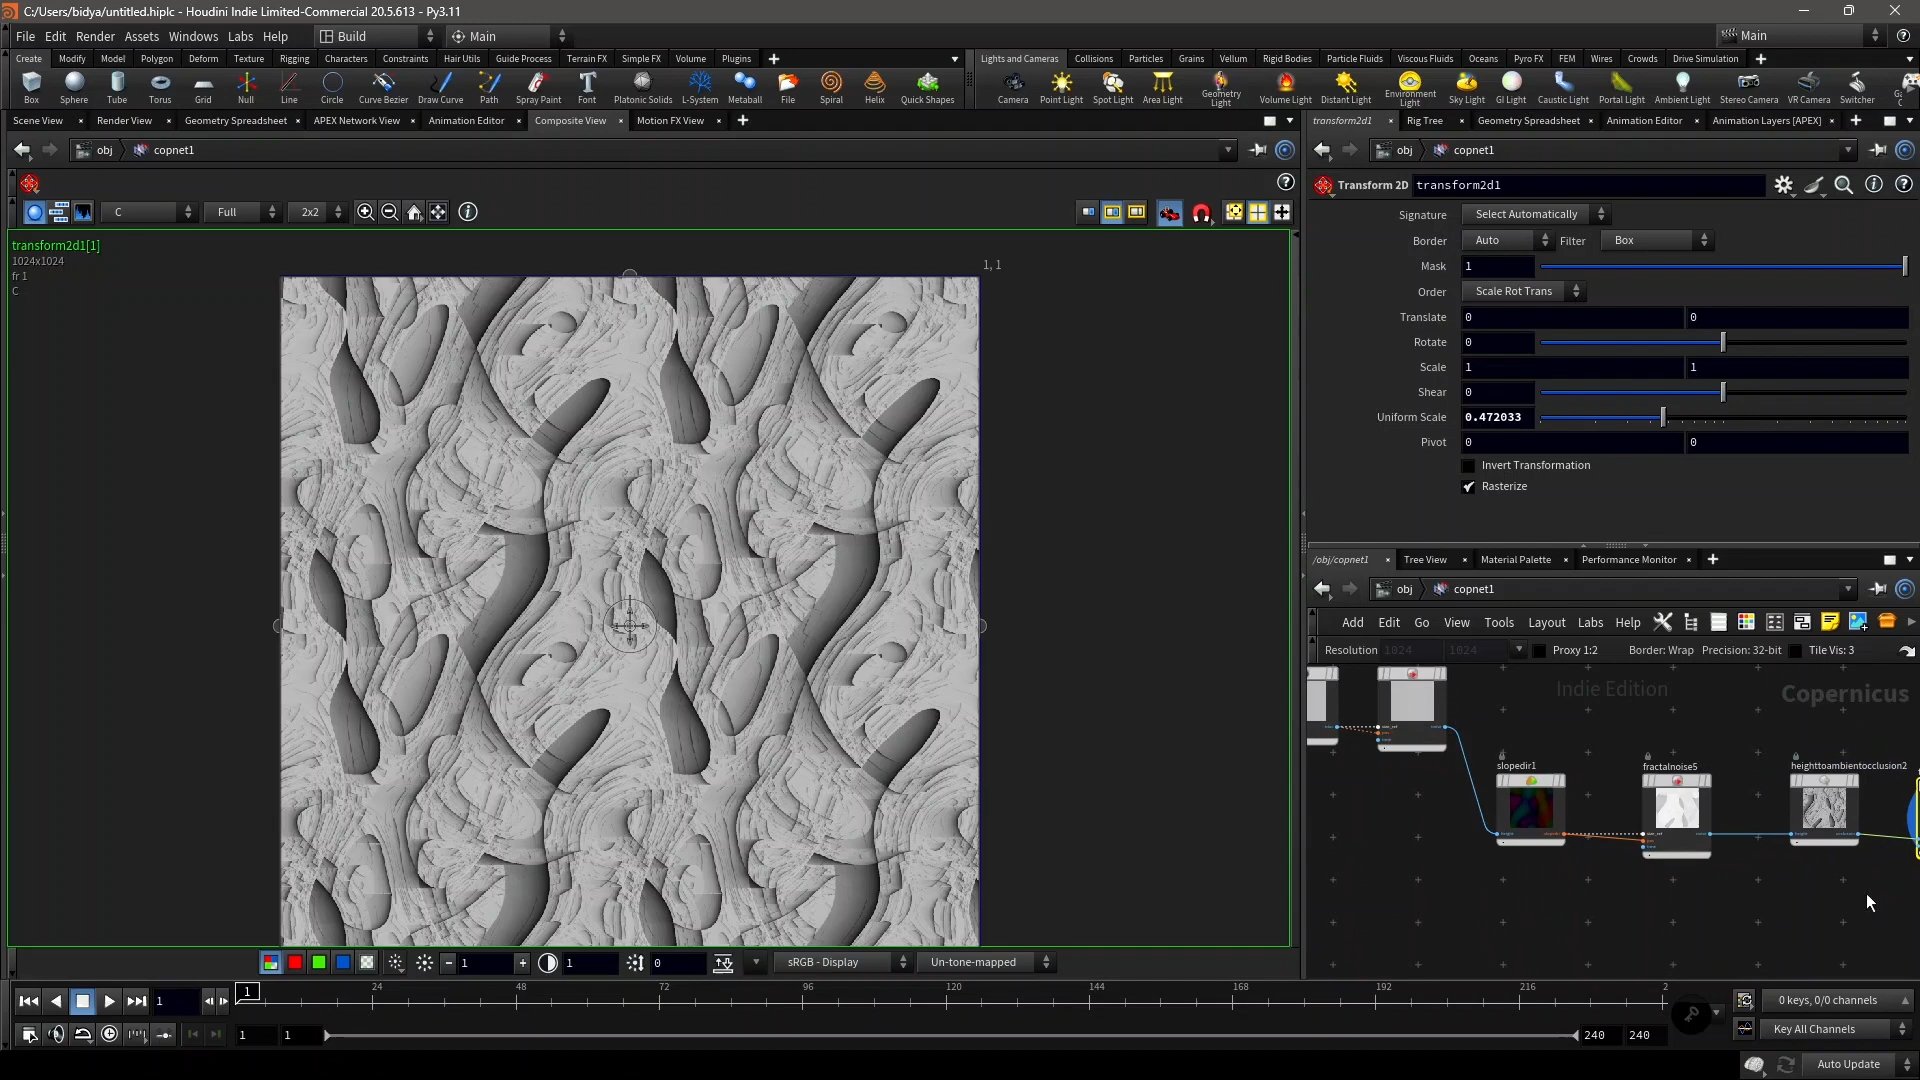 C:/Users/bidya/untitled.hiplc - Houdini Indie Limited-Commercial 20.5.613 - Py3.11
File Edit Render Assets Windows Labs Help Build Main Main
Create Modify Model Polygon Deform Texture Rigging Characters Constraints Hair Utils Guide Process Terrain FX Simple FX Volume Plugins
Lights and Cameras Collisions Particles Grains Vellum Rigid Bodies Particle Fluids Viscous Fluids Oceans Pyro FX FEM Wires Crowds Drive Simulation
Box Sphere Tube Torus Grid Null Line Circle Curve Bezier Draw Curve Path Spray Paint Font Platonic Solids L-System Metaball File Spiral Helix Quick Shapes
Camera Point Light Spot Light Area Light Geometry Light Volume Light Distant Light Environment Light Sky Light GI Light Caustic Light Portal Light Ambient Light Stereo Camera VR Camera Switcher
Scene View Render View Geometry Spreadsheet APEX Network View Animation Editor Composite View Motion FX View
transform2d1 Rig Tree Geometry Spreadsheet Animation Editor Animation Layers [APEX]
obj copnet1
obj copnet1
Transform 2D transform2d1
C Full 2x2
Signature Select Automatically
Border Auto Filter Box
Mask 1
Order Scale Rot Trans
Translate 0 0
Rotate 0
Scale 1 1
Shear 0
Uniform Scale 0.472033
Pivot 0 0
Invert Transformation
Rasterize
transform2d1[1]
1024x1024
fr 1
C
1, 1
/obj/copnet1 Tree View Material Palette Performance Monitor
obj copnet1
Add Edit Go View Tools Layout Labs Help
Resolution 1024 1024 Proxy 1:2 Border: Wrap Precision: 32-bit Tile Vis: 3
Indie Edition
Copernicus
slopedir1
fractalnoise5
heighttoambientocclusion2
1 1 0 sRGB - Display Un-tone-mapped
1 1 24 48 72 96 120 144 168 192 216 2
0 keys, 0/0 channels
1 1 240 240
Key All Channels
Auto Update